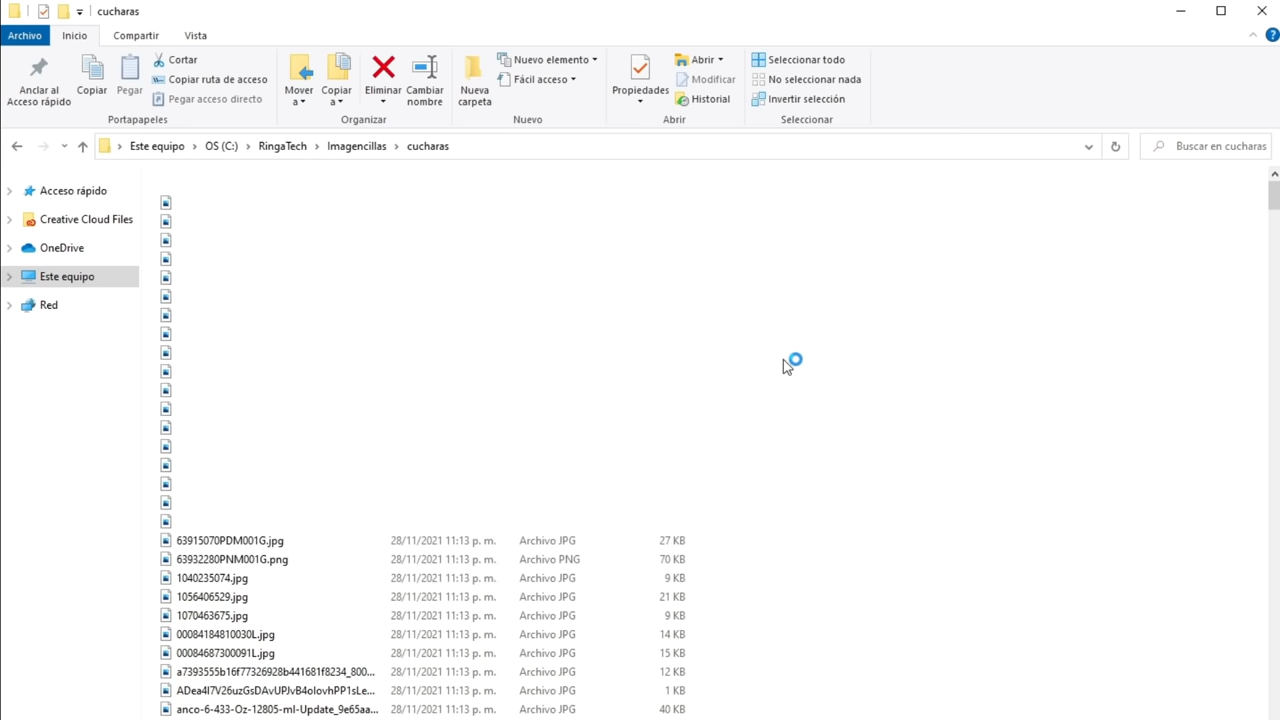 cucharas
Archivo Inicio Compartir Vista
Anclar al Acceso rápido
Copiar
Pegar
Cortar
Copiar ruta de acceso
Pegar acceso directo
Portapapeles
Mover a
Copiar a
Eliminar
Cambiar nombre
Organizar
Nueva carpeta
Nuevo elemento
Fácil acceso
Nuevo
Propiedades
Abrir
Modificar
Historial
Abrir
Seleccionar todo
No seleccionar nada
Invertir selección
Seleccionar
Este equipo > OS (C:) > RingaTech > Imagencillas > cucharas
Buscar en cucharas
Acceso rápido
Creative Cloud Files
OneDrive
Este equipo
Red
63915070PDM001G.jpg 28/11/2021 11:13 p. m. Archivo JPG 27 KB
63932280PNM001G.png 28/11/2021 11:13 p. m. Archivo PNG 70 KB
1040235074.jpg 28/11/2021 11:13 p. m. Archivo JPG 9 KB
1056406529.jpg 28/11/2021 11:13 p. m. Archivo JPG 21 KB
1070463675.jpg 28/11/2021 11:13 p. m. Archivo JPG 9 KB
00084184810030L.jpg 28/11/2021 11:13 p. m. Archivo JPG 14 KB
00084687300091L.jpg 28/11/2021 11:13 p. m. Archivo JPG 15 KB
a7393555b16f77326928b441681f8234_800... 28/11/2021 11:13 p. m. Archivo JPG 12 KB
28/11/2021 11:13 p. m. Archivo JPG 1 KB
anco-6-433-Oz-12805-ml-Update_9e65aa... 28/11/2021 11:13 p. m. Archivo JPG 40 KB